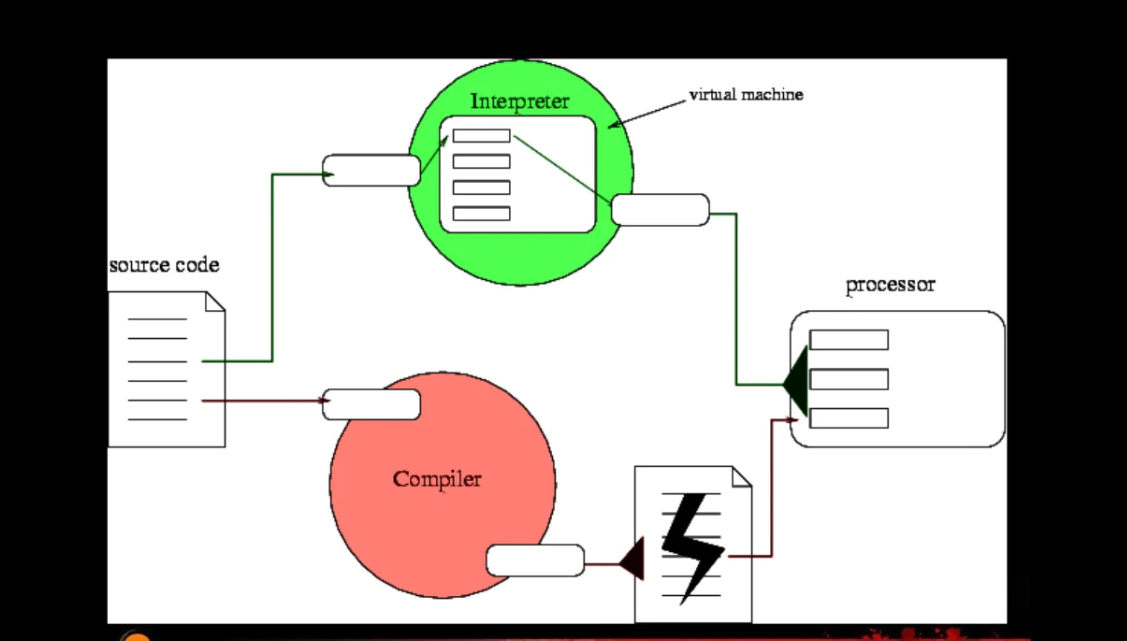 Interpreter
virtual machine
source code
processor
Compiler